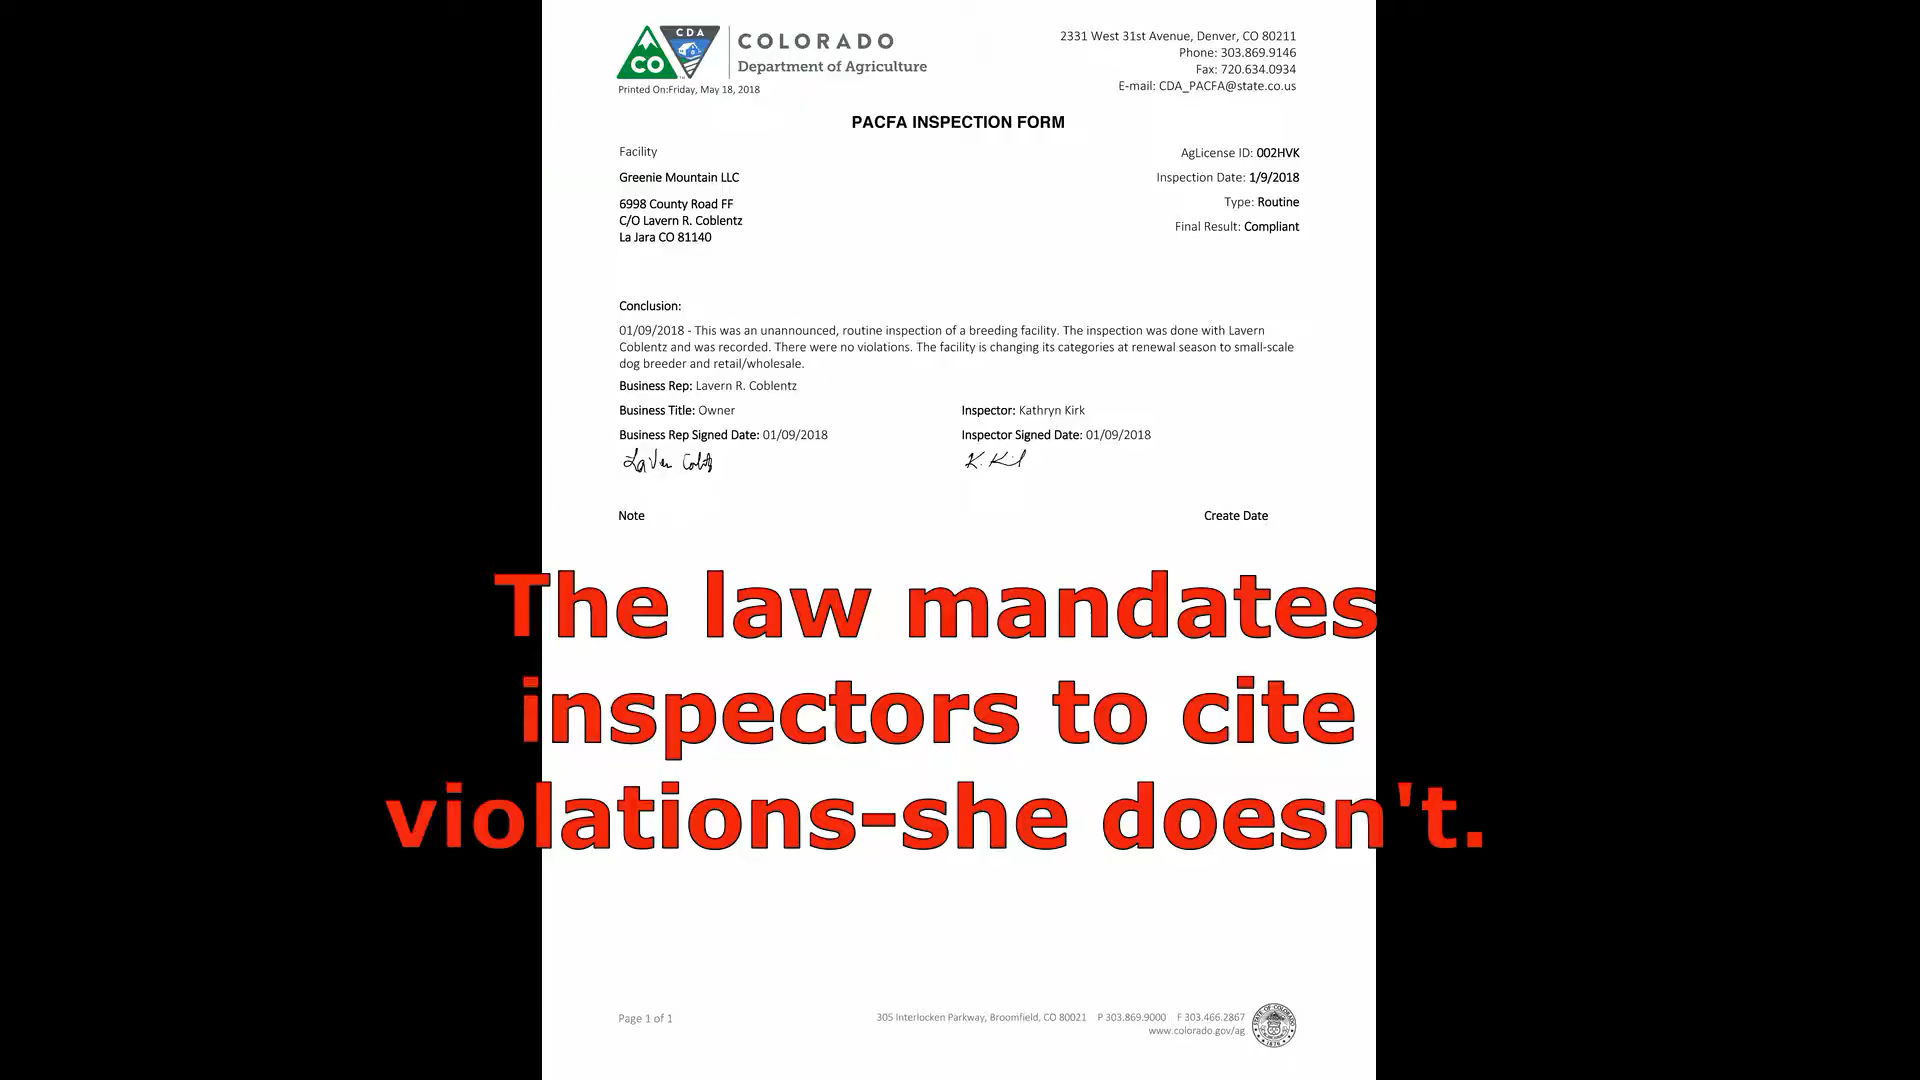 CDA
CO
COLORADO
Department of Agriculture
2331 West 31st Avenue, Denver, CO 80211
Phone: 303.869.9146
Fax: 720.634.0934
E-mail: CDA_PACFA@state.co.us
Printed On:Friday, May 18, 2018
PACFA INSPECTION FORM
Facility
AgLicense ID: 002HVK
Greenie Mountain LLC
Inspection Date: 1/9/2018
6998 County Road FF
Type: Routine
C/O Lavern R. Coblentz
Final Result: Compliant
La Jara CO 81140
Conclusion:
01/09/2018 - This was an unannounced, routine inspection of a breeding facility. The inspection was done with Lavern
Coblentz and was recorded. There were no violations. The facility is changing its categories at renewal season to small-scale
dog breeder and retail/wholesale.
Business Rep: Lavern R. Coblentz
Business Title: Owner
Inspector: Kathryn Kirk
Business Rep Signed Date: 01/09/2018
Inspector Signed Date: 01/09/2018
Note
Create Date
The law mandates
inspectors to cite
violations-she doesn't.
Page 1 of 1
305 Interlocken Parkway, Broomfield, CO 80021 P 303.869.9000 F 303.466.2867
www.colorado.gov/ag